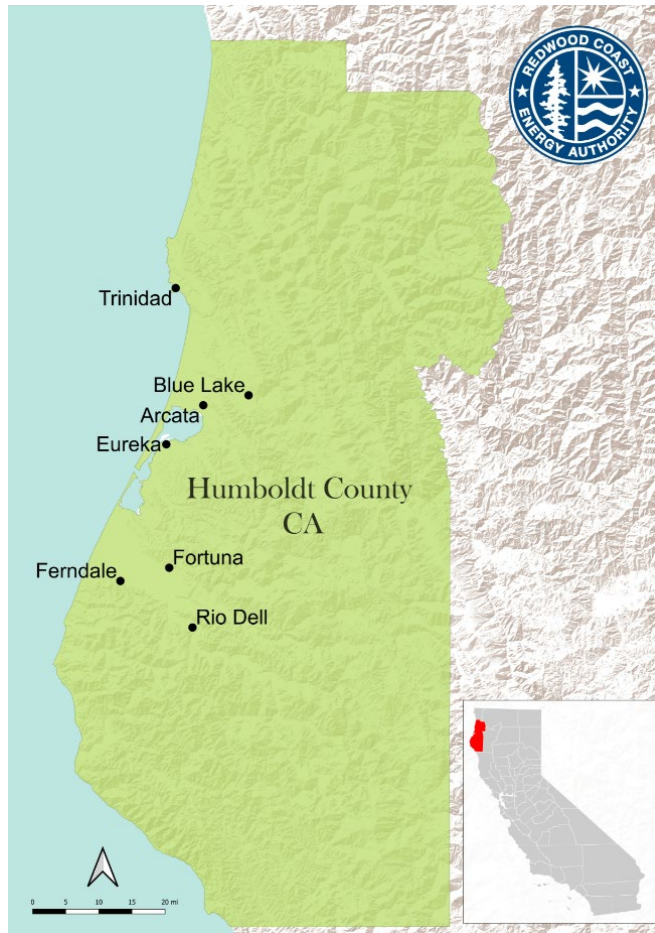 REDWOOD COAST
ENERGY AUTHORITY
Trinidad
Blue Lake
Arcata
Eureka
Humboldt County
CA
Fortuna
Ferndale
Rio Dell
0 5 10 15 20 mi